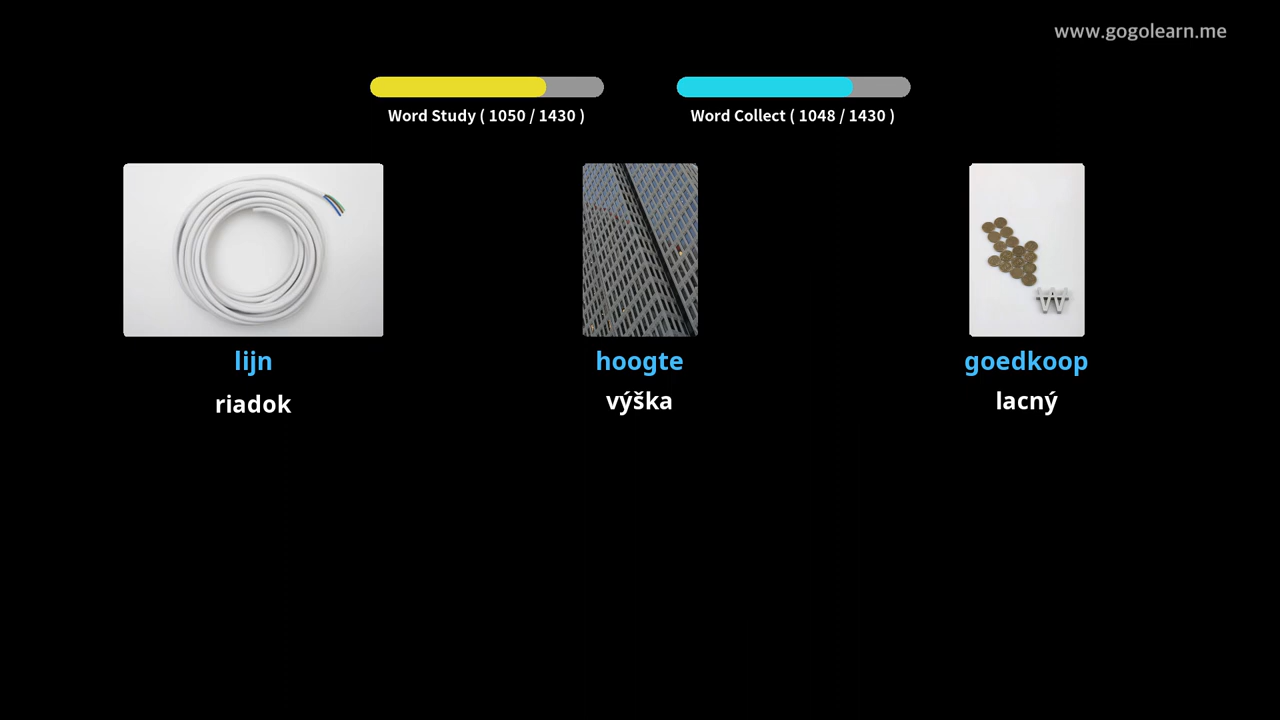 www.gogolearn.me
Word Study ( 1050 / 1430 )
Word Collect ( 1048 / 1430 )
lijn
riadok
hoogte
výška
goedkoop
lacný